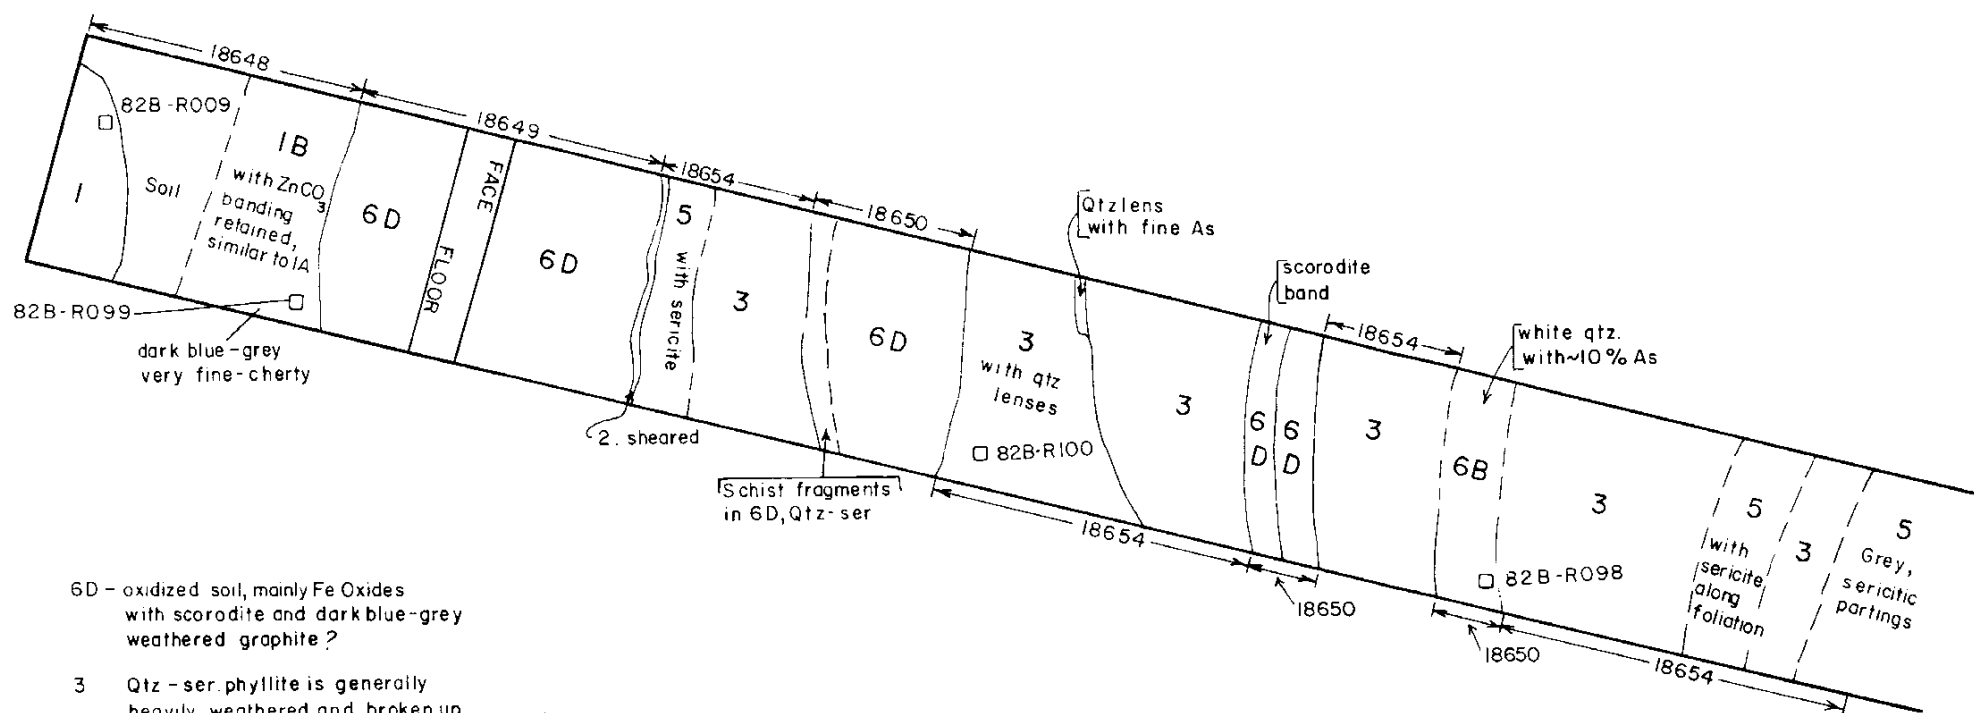 18648
82B-R009
1
Soil
1B
with ZnCO3
banding
retained,
similar to 1A
82B-R099
dark blue-grey
very fine-cherty
18649
6D
FACE
FLOOR
6D
2. sheared
18654
5
with sericite
3
Schist fragments
in 6D, Qtz-ser
18650
6D
3
with qtz
lenses
82B-R100
Qtz lens
with fine As
3
18654
scorodite
band
6
D
6
D
18650
18654
3
white qtz.
with ~10% As
6B
18650
3
82B-R098
18654
5
with
sericite
along
foliation
3
5
Grey,
sericitic
partings
6D - oxidized soil, mainly Fe Oxides
with scorodite and dark blue-grey
weathered graphite ?
3 Qtz - ser. phyllite is generally
heavily weathered and broken up